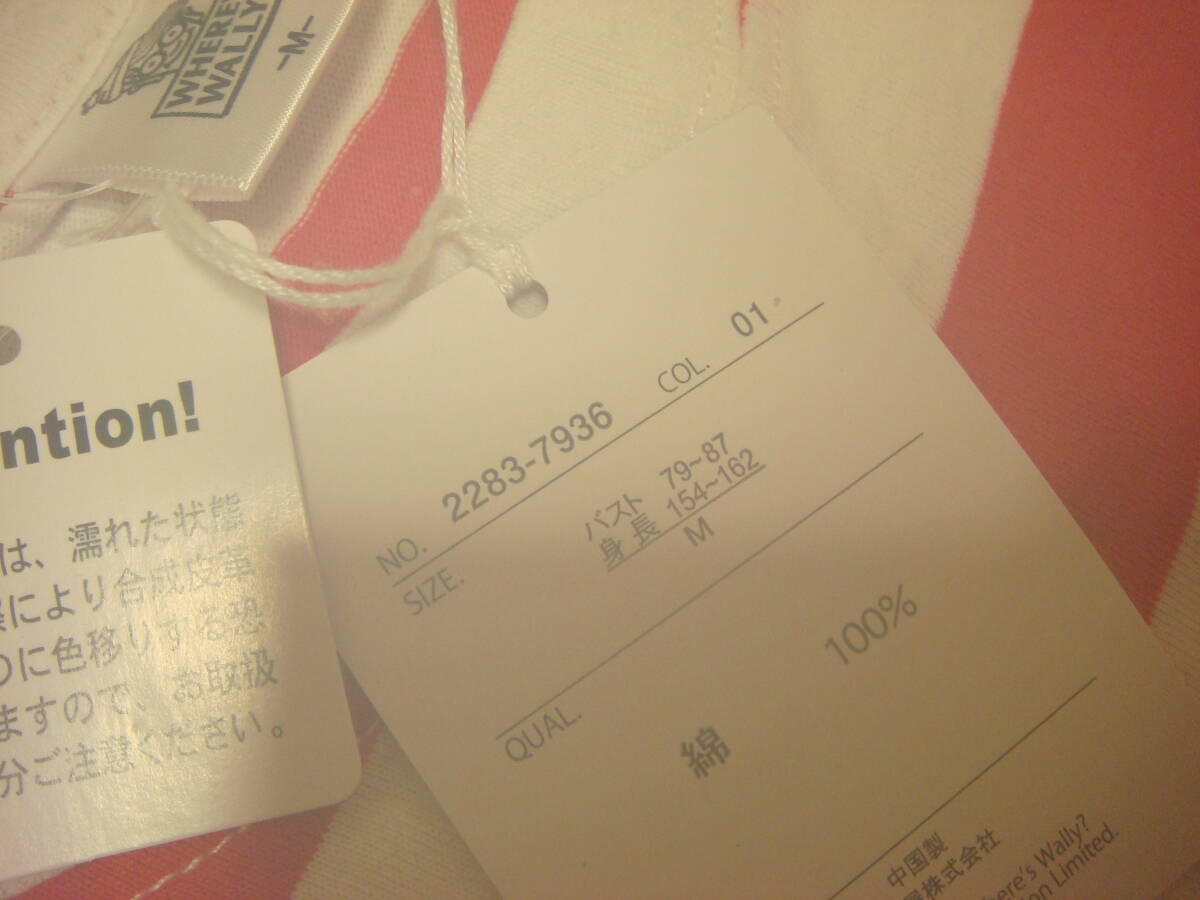 WHERE'S
WALLY
-M-
ntion!
は、濡れた状態
により合成皮革
に色移りする恐
ますので、お取扱
分ご注意ください。
NO. 2283-7936 COL. 01
SIZE.
バスト 79~87
身長 154~162
M
QUAL.
綿 100%
中国製
株式会社
here's Wally?
ion Limited.